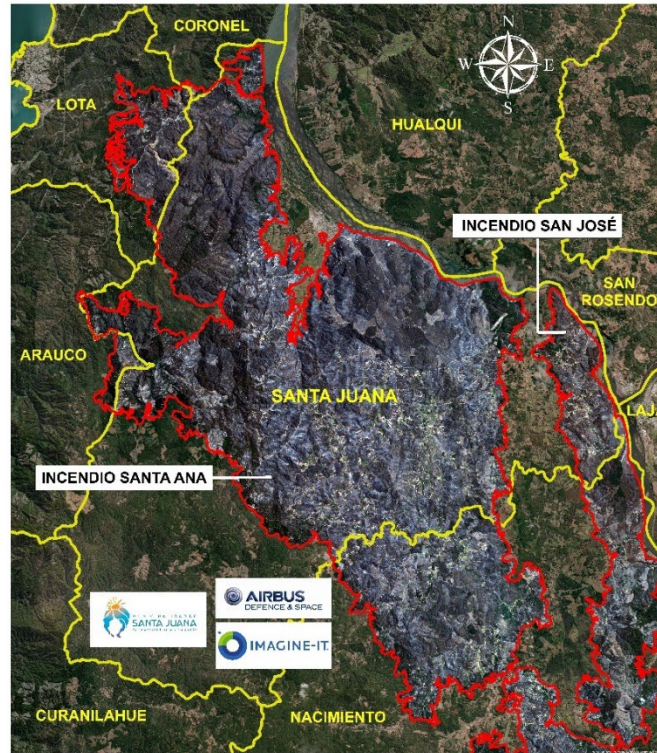 CORONEL
N
W E
S
LOTA
HUALQUI
INCENDIO SAN JOSÉ
SAN
ROSENDO
ARAUCO
SANTA JUANA
LAJA
INCENDIO SANTA ANA
SANTA JUANA
AIRBUS
DEFENCE & SPACE
IMAGINE-IT
CURANILAHUE
NACIMIENTO